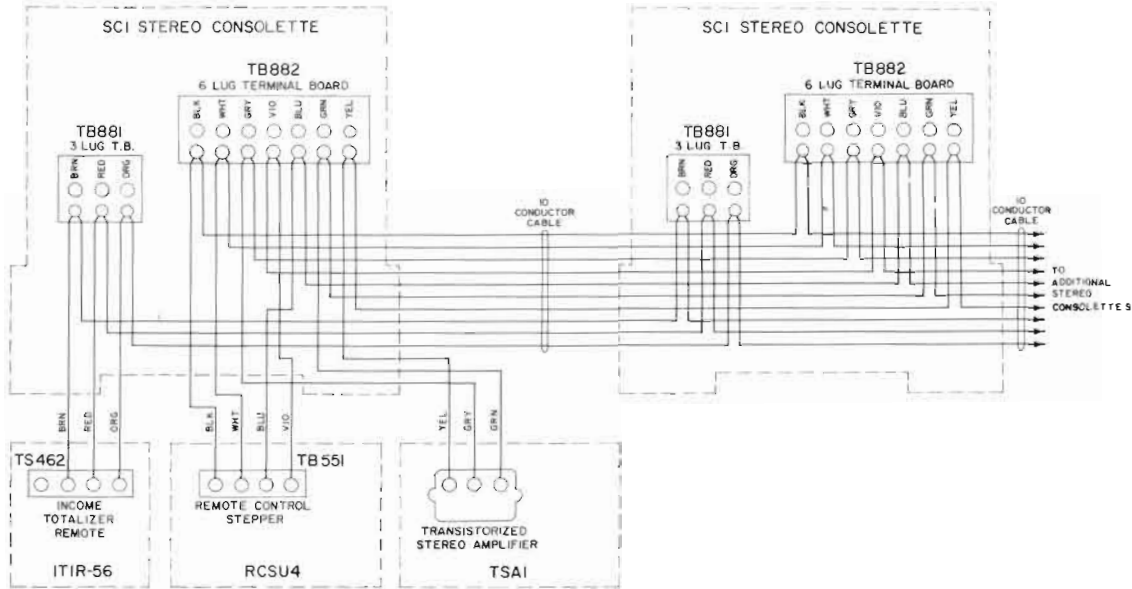 SCI STEREO CONSOLETTE
TB882
6 LUG TERMINAL BOARD
BLK
WHT
GRY
VIO
BLU
GRN
YEL
TB881
3 LUG T.B.
BRN
RED
ORG
SCI STEREO CONSOLETTE
TB882
6 LUG TERMINAL BOARD
BLK
WHT
GRY
VIO
BLU
GRN
YEL
TB881
3 LUG T.B.
BRN
RED
ORG
10
CONDUCTOR
CABLE
10
CONDUCTOR
CABLE
TO
ADDITIONAL
STEREO
CONSOLETTES
BRN
RED
ORG
BLK
WHT
BLU
VIO
YEL
GRY
GRN
TS462
INCOME
TOTALIZER
REMOTE
ITIR-56
TB551
REMOTE CONTROL
STEPPER
RCSU4
TRANSISTORIZED
STEREO AMPLIFIER
TSA1